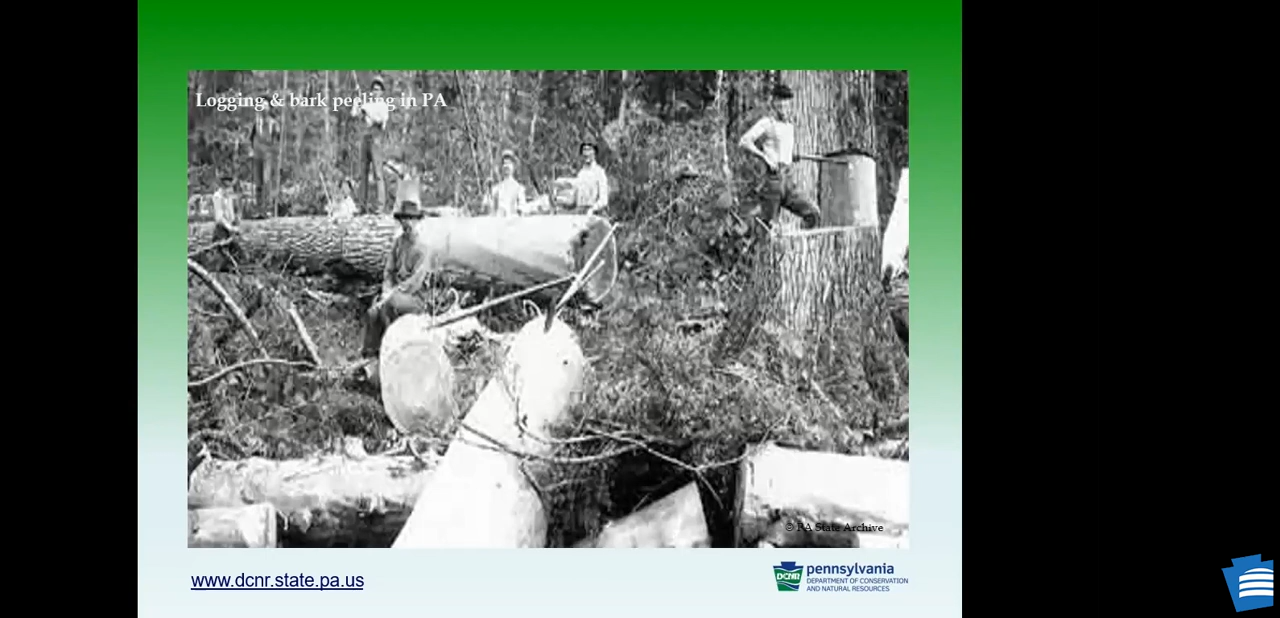 Logging & bark peeling in PA
© PA State Archive
www.dcnr.state.pa.us
DCNR
pennsylvania
DEPARTMENT OF CONSERVATION
AND NATURAL RESOURCES